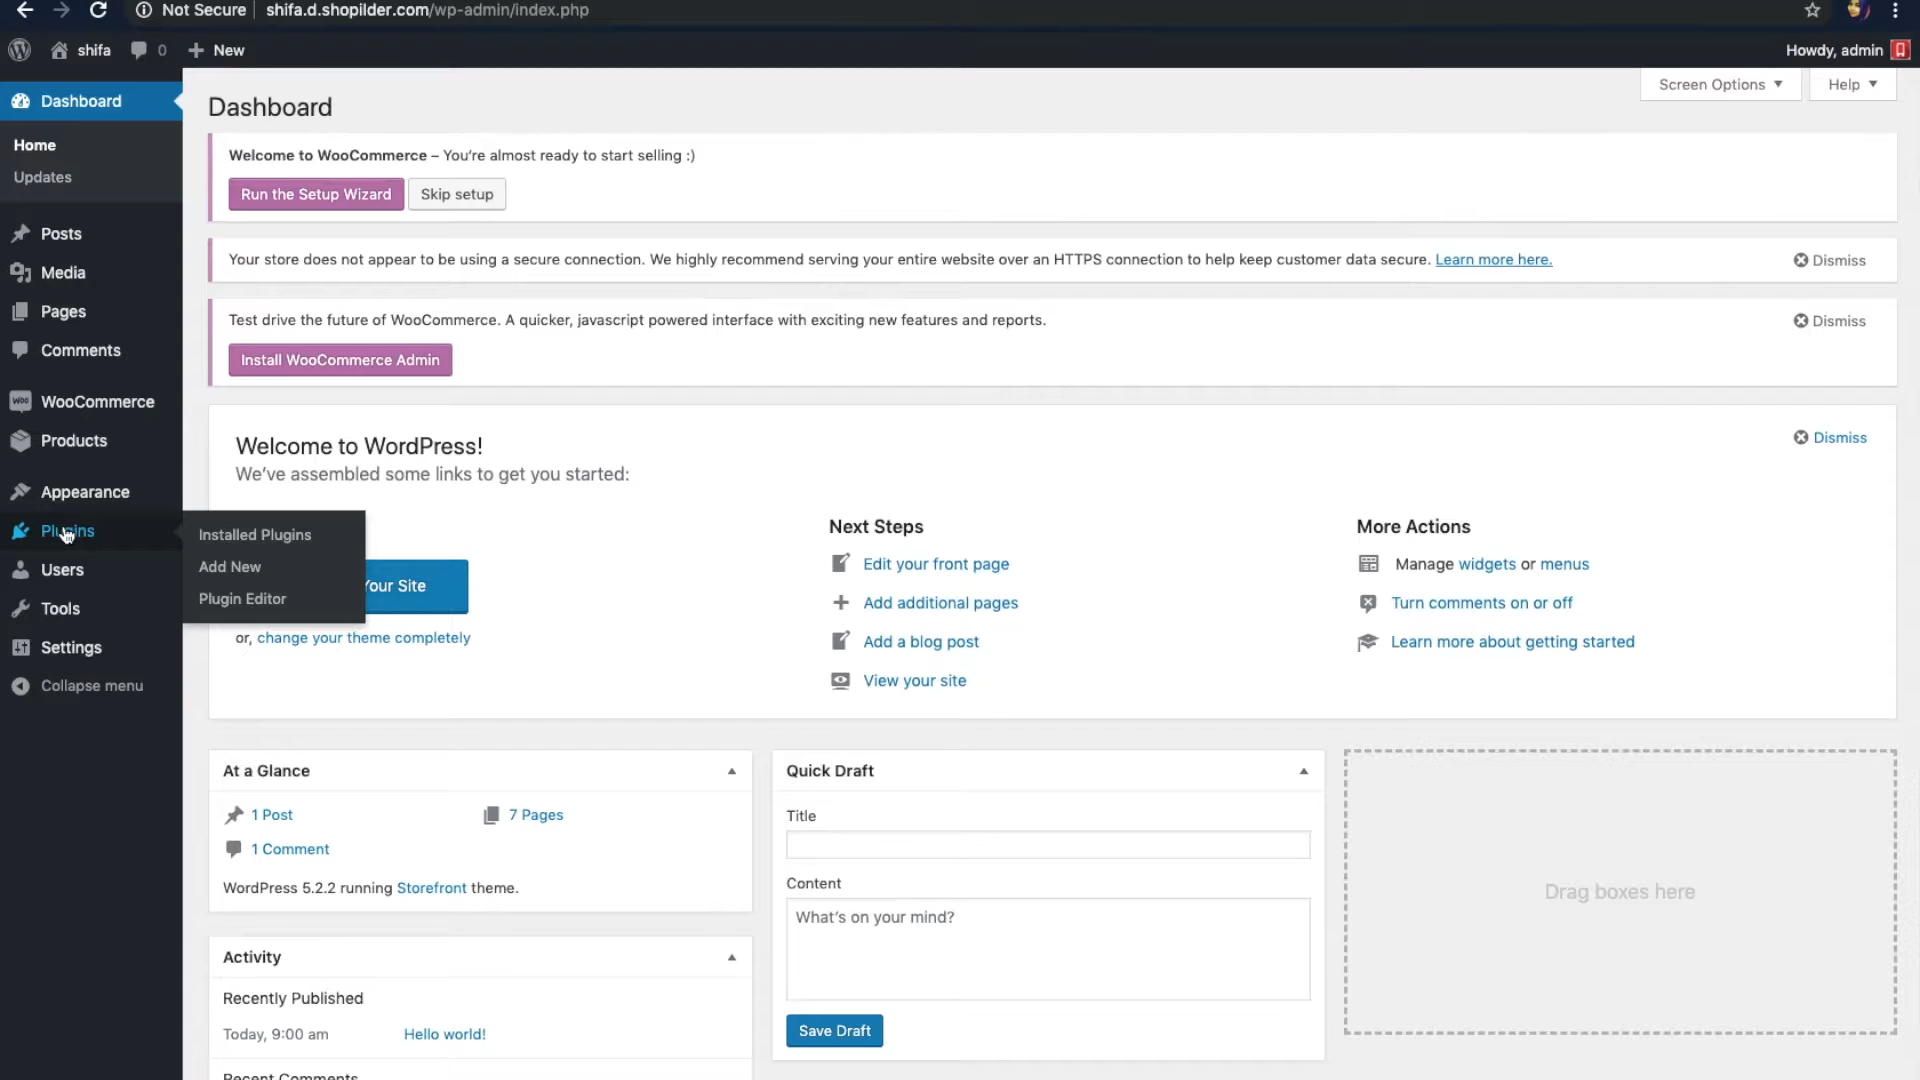 Not Secure shifa.d.shopilder.com/wp-admin/index.php
shifa 0 New Howdy, admin
Screen Options Help
Dashboard
Home
Updates
Posts
Media
Pages
Comments
WooCommerce
Products
Appearance
Plugins
Users
Tools
Settings
Collapse menu
Installed Plugins
Add New
Plugin Editor
Dashboard
Welcome to WooCommerce – You're almost ready to start selling :)
Run the Setup Wizard Skip setup
Your store does not appear to be using a secure connection. We highly recommend serving your entire website over an HTTPS connection to help keep customer data secure. Learn more here. Dismiss
Test drive the future of WooCommerce. A quicker, javascript powered interface with exciting new features and reports. Dismiss
Install WooCommerce Admin
Welcome to WordPress! Dismiss
We've assembled some links to get you started:
Your Site
or, change your theme completely
Next Steps
Edit your front page
Add additional pages
Add a blog post
View your site
More Actions
Manage widgets or menus
Turn comments on or off
Learn more about getting started
At a Glance
1 Post 7 Pages
1 Comment
WordPress 5.2.2 running Storefront theme.
Activity
Recently Published
Today, 9:00 am Hello world!
Recent Comments
Quick Draft
Title
Content
What's on your mind?
Save Draft
Drag boxes here